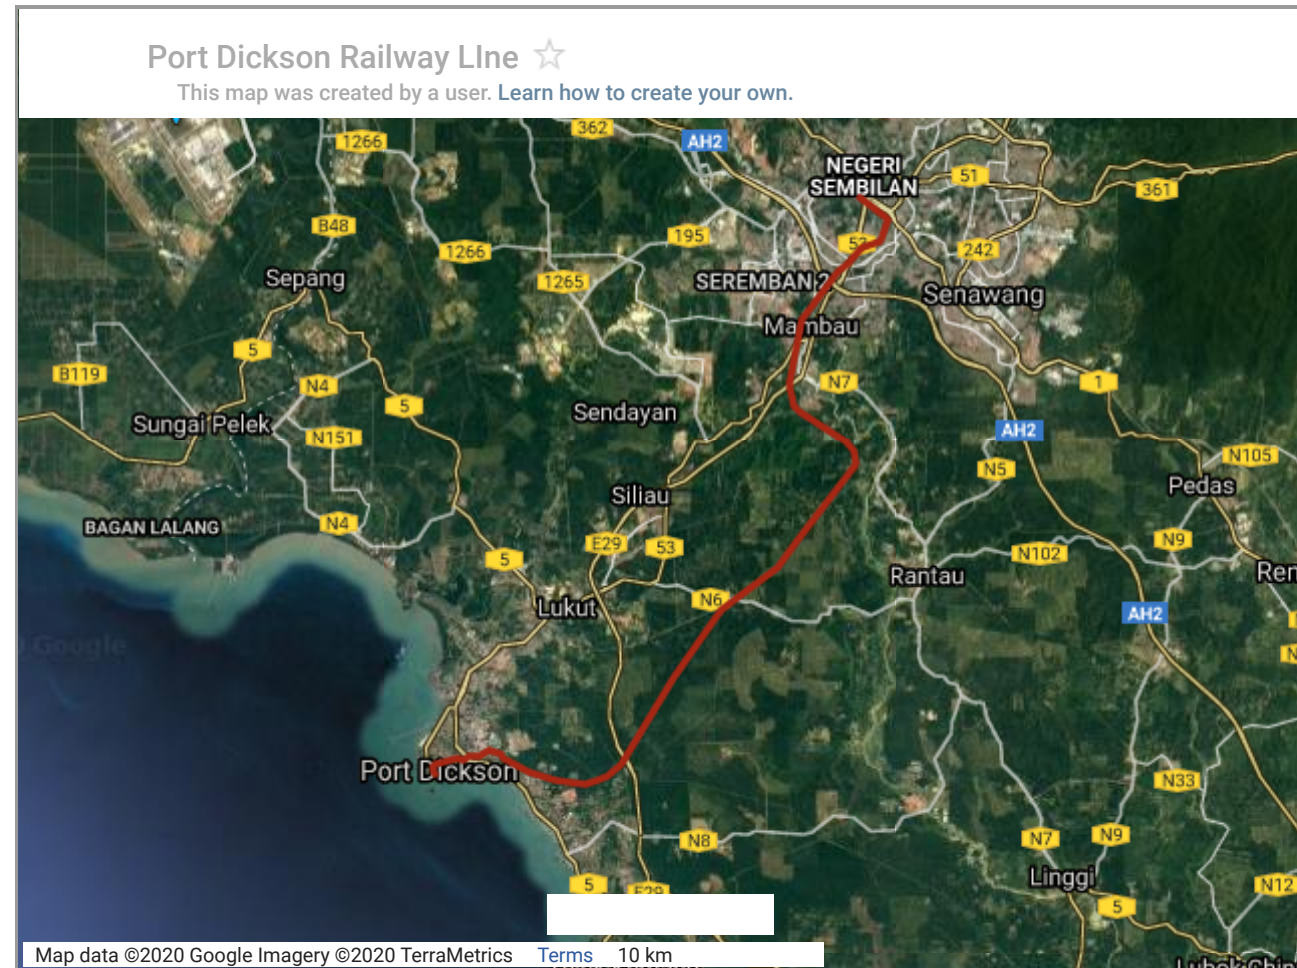 Port Dickson Railway LIne
This map was created by a user. Learn how to create your own.
362
1266
AH2
NEGERI
SEMBILAN
51
361
B48
195
1266
53
242
Sepang
1265
SEREMBAN 2
Senawang
Mambau
5
B119
N4
N7
1
5
Sendayan
Sungai Pelek
N151
AH2
N105
N5
Siliau
Pedas
BAGAN LALANG
N4
E29
53
N9
5
N102
Rantau
Ren
N6
Lukut
AH2
Google
Port Dickson
N33
N8
N7
N9
Linggi
5
E29
N12
5
Map data ©2020 Google Imagery ©2020 TerraMetrics Terms 10 km